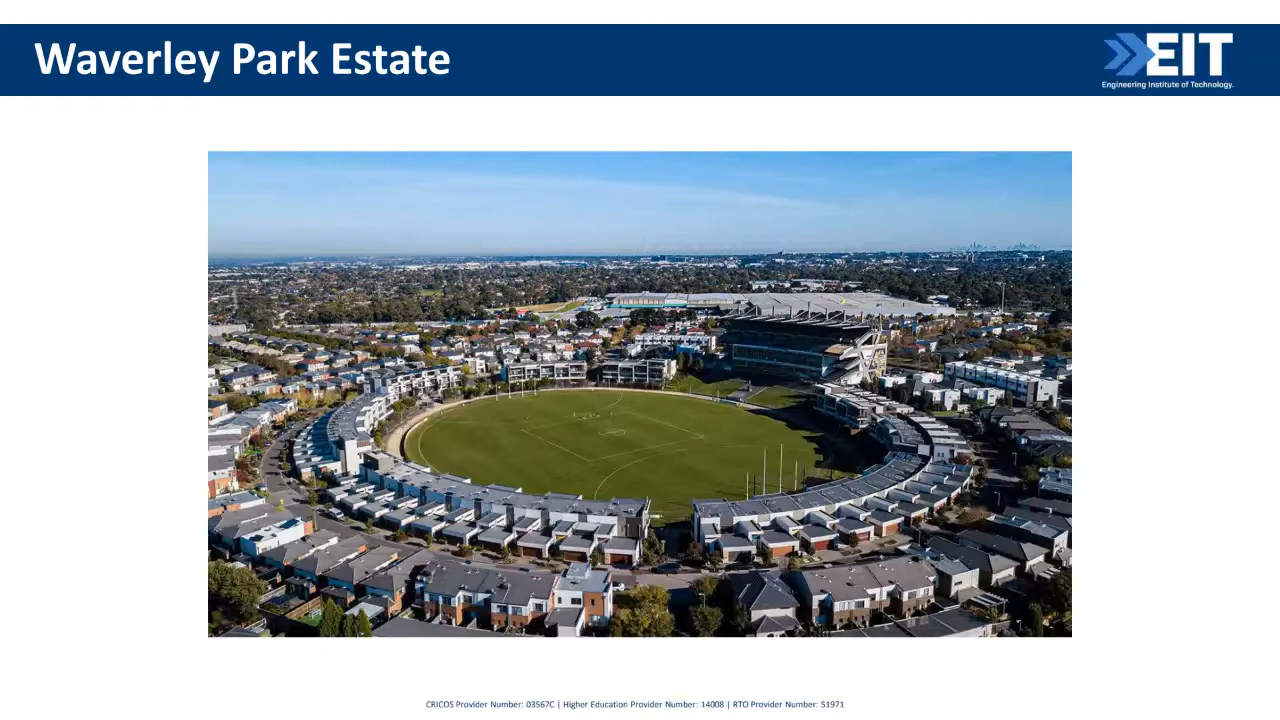 Waverley Park Estate
EIT
Engineering Institute of Technology.
CRICOS Provider Number: 03567C | Higher Education Provider Number: 14008 | RTO Provider Number: 51971